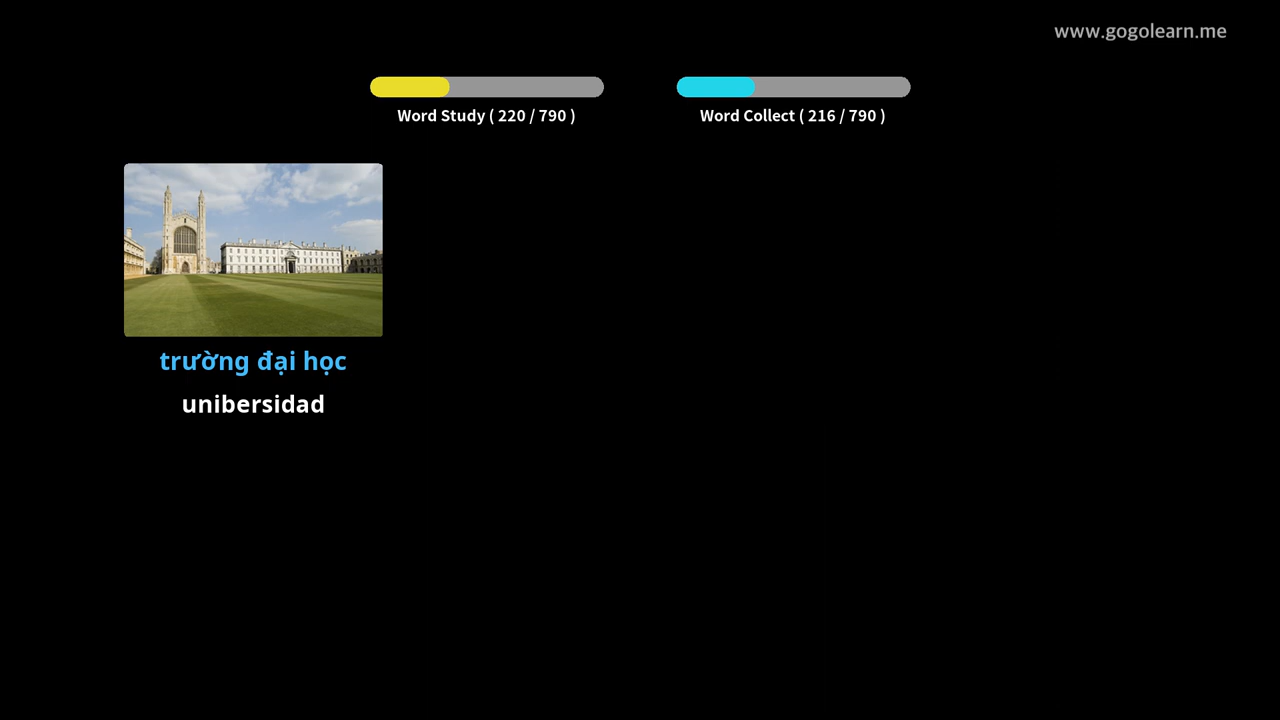 www.gogolearn.me
Word Study ( 220 / 790 )
Word Collect ( 216 / 790 )
trường đại học
unibersidad